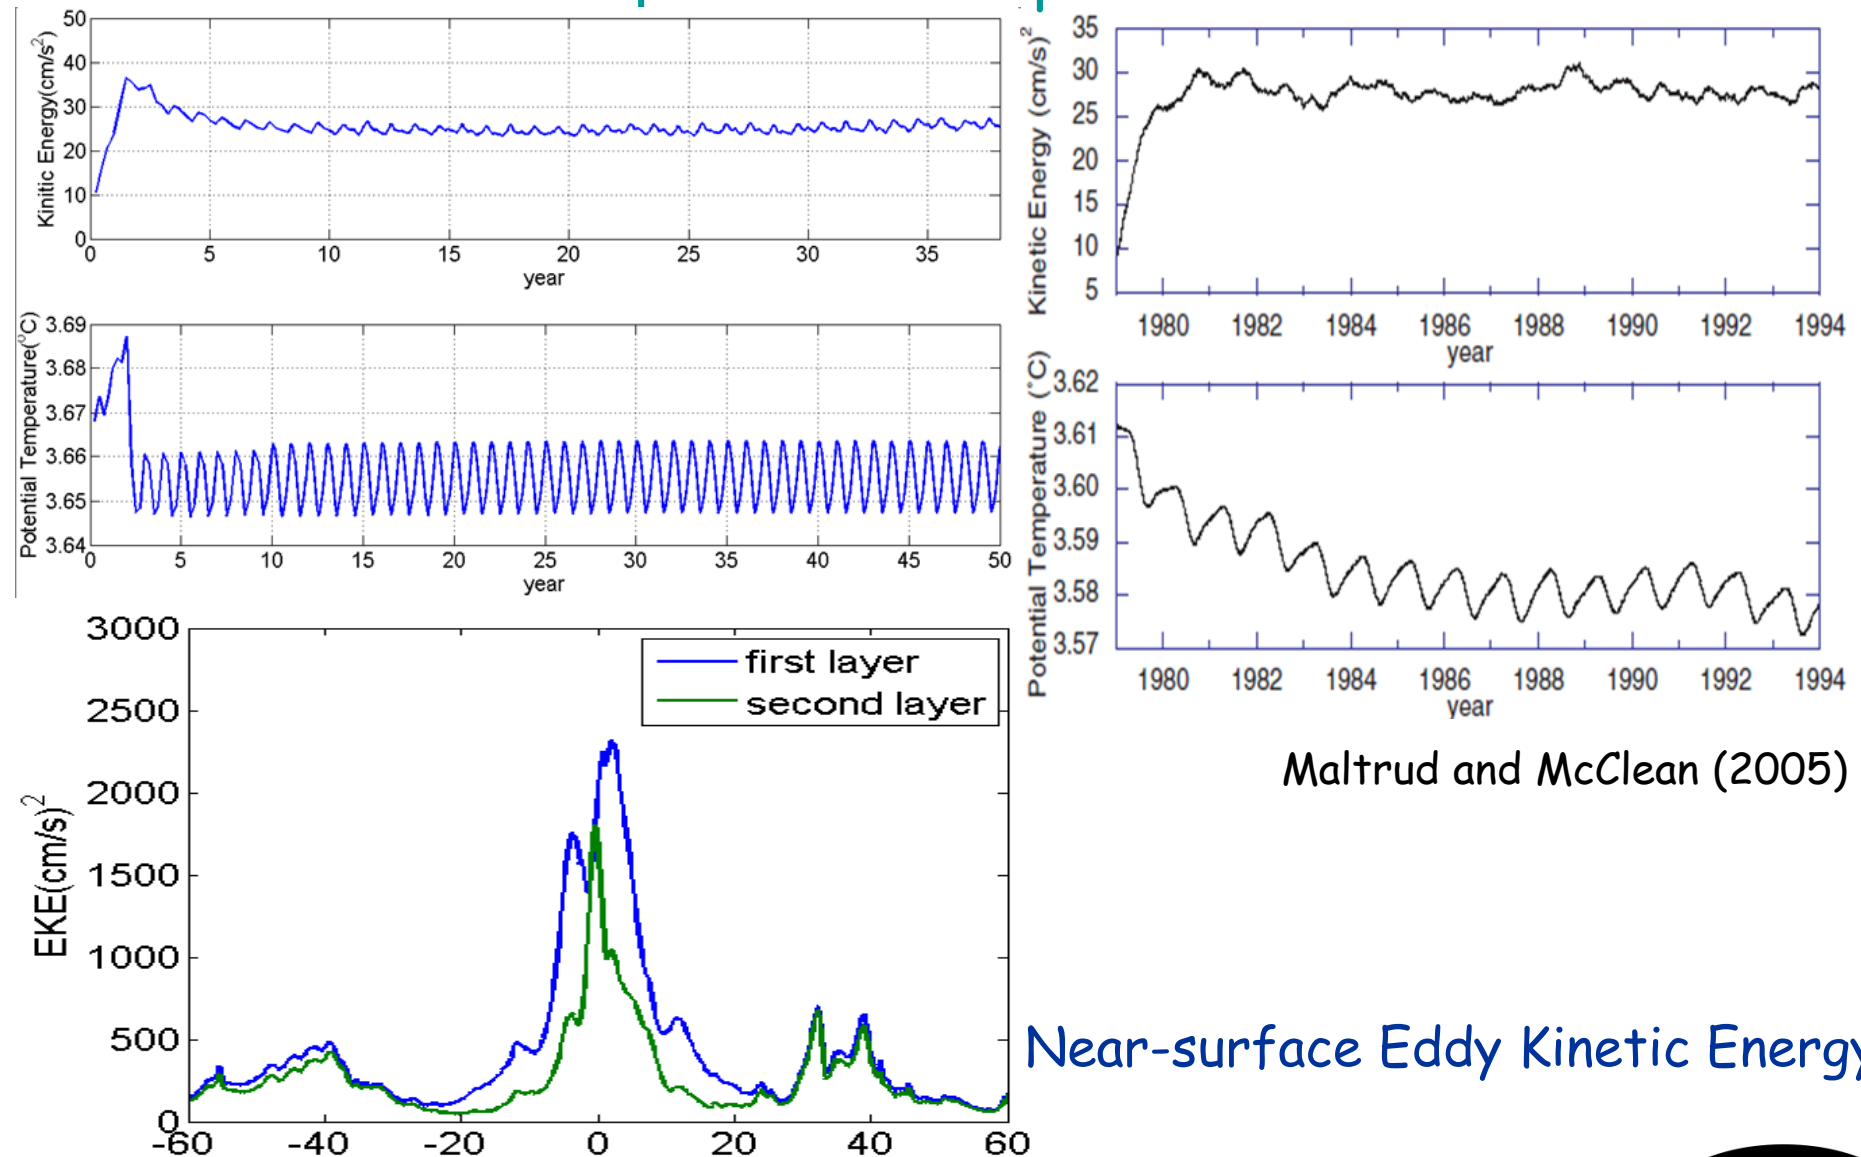 Kinitic Energy(cm/s²)
50
40
30
20
10
0
0 5 10 15 20 25 30 35
year
Potential Temperature(°C)
3.69
3.68
3.67
3.66
3.65
3.64
0 5 10 15 20 25 30 35 40 45 50
year
Kinetic Energy (cm/s)²
35
30
25
20
15
10
5
1980 1982 1984 1986 1988 1990 1992 1994
year
Potential Temperature (°C)
3.62
3.61
3.60
3.59
3.58
3.57
1980 1982 1984 1986 1988 1990 1992 1994
year
Maltrud and McClean (2005)
EKE(cm/s)²
3000
2500
2000
1500
1000
500
0
-60 -40 -20 0 20 40 60
first layer
second layer
Near-surface Eddy Kinetic Energy